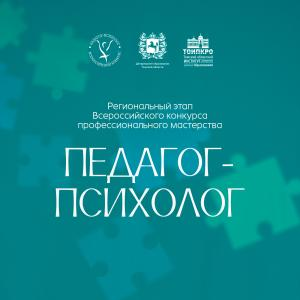 ТОИПКРО
Региональный этап
Всероссийского конкурса
профессионального мастерства
ПЕДАГОГ-
ПСИХОЛОГ